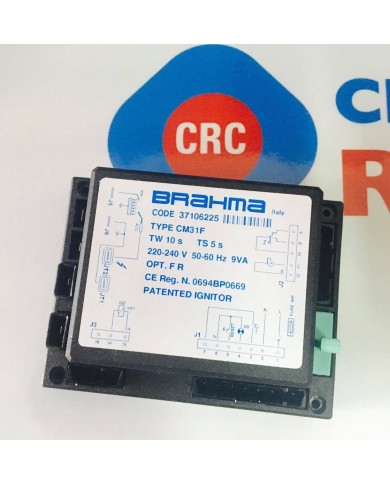 CRC
C
R
BRAHMA Italy
CODE 37106225
TYPE CM31F
TW 10 s TS 5 s
220-240 V 50-60 Hz 9VA
OPT. F R
CE Reg. N. 0694BP0669
PATENTED IGNITOR
J1